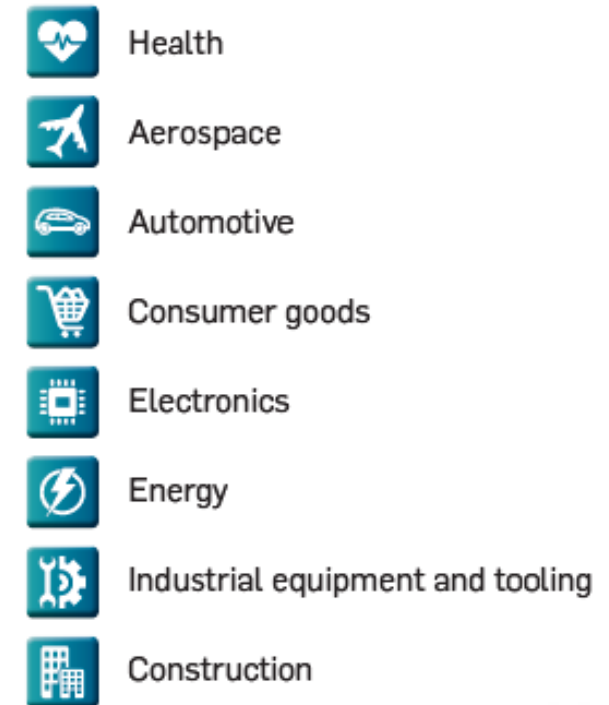 Health
Aerospace
Automotive
Consumer goods
Electronics
Energy
Industrial equipment and tooling
Construction